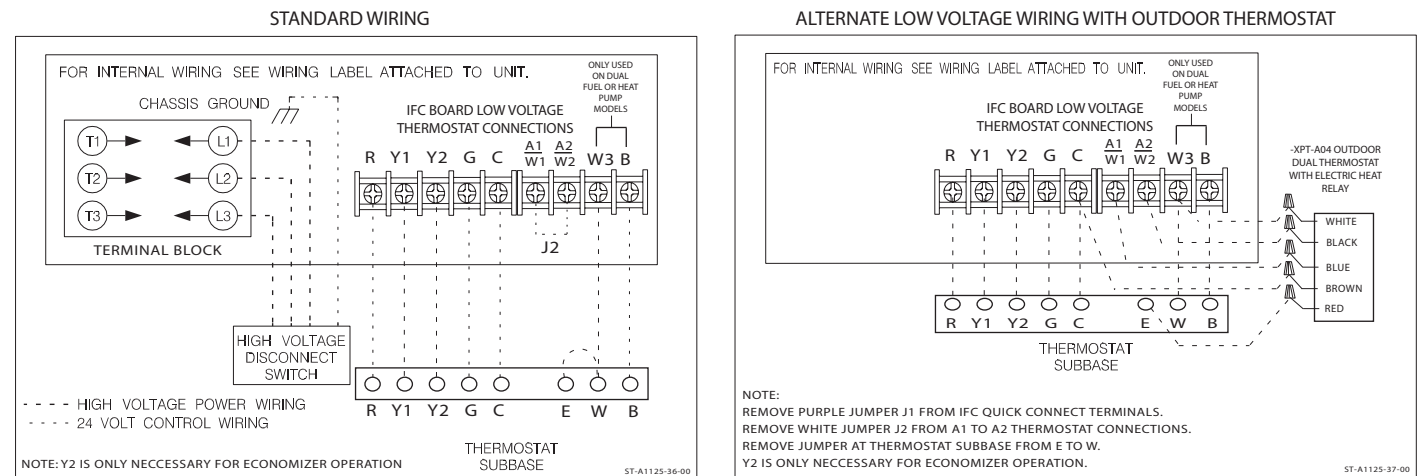 STANDARD WIRING
FOR INTERNAL WIRING SEE WIRING LABEL ATTACHED TO UNIT.
ONLY USED
ON DUAL
FUEL OR HEAT
PUMP
MODELS
CHASSIS GROUND
IFC BOARD LOW VOLTAGE
THERMOSTAT CONNECTIONS
T1 L1
T2 L2
T3 L3
TERMINAL BLOCK
R Y1 Y2 G C A1 W1 A2 W2 W3 B
J2
HIGH VOLTAGE
DISCONNECT
SWITCH
R Y1 Y2 G C E W B
THERMOSTAT
SUBBASE
- - - - HIGH VOLTAGE POWER WIRING
- - - - 24 VOLT CONTROL WIRING
NOTE: Y2 IS ONLY NECCESSARY FOR ECONOMIZER OPERATION
ST-A1125-36-00
ALTERNATE LOW VOLTAGE WIRING WITH OUTDOOR THERMOSTAT
FOR INTERNAL WIRING SEE WIRING LABEL ATTACHED TO UNIT.
ONLY USED
ON DUAL
FUEL OR HEAT
PUMP
MODELS
IFC BOARD LOW VOLTAGE
THERMOSTAT CONNECTIONS
R Y1 Y2 G C A1 W1 A2 W2 W3 B
-XPT-A04 OUTDOOR
DUAL THERMOSTAT
WITH ELECTRIC HEAT
RELAY
WHITE
BLACK
BLUE
BROWN
RED
R Y1 Y2 G C E W B
THERMOSTAT
SUBBASE
NOTE:
REMOVE PURPLE JUMPER J1 FROM IFC QUICK CONNECT TERMINALS.
REMOVE WHITE JUMPER J2 FROM A1 TO A2 THERMOSTAT CONNECTIONS.
REMOVE JUMPER AT THERMOSTAT SUBBASE FROM E TO W.
Y2 IS ONLY NECCESSARY FOR ECONOMIZER OPERATION.
ST-A1125-37-00